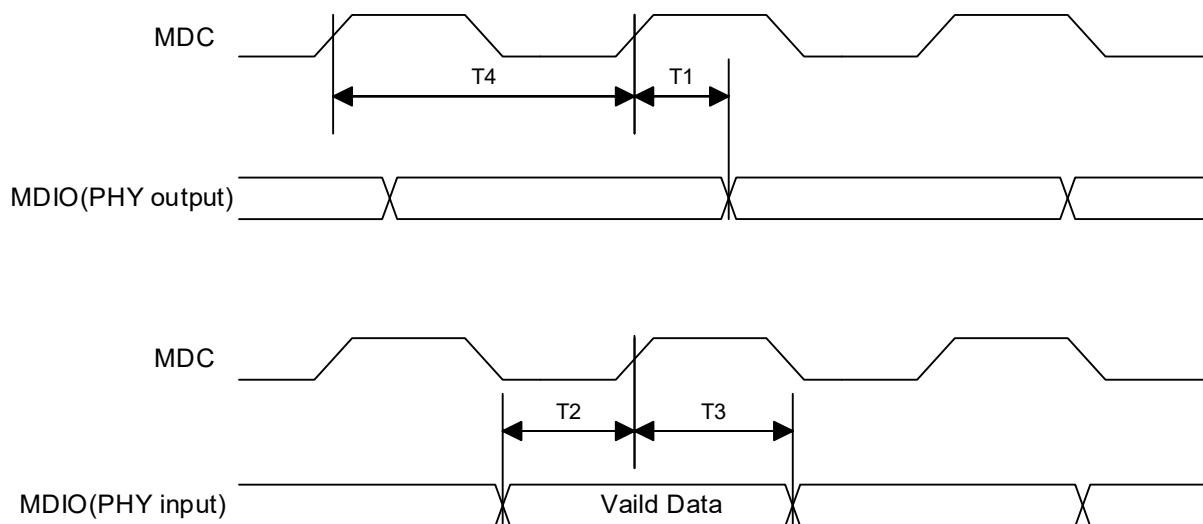 MDC
T4
T1
MDIO(PHY output)
MDC
T2
T3
MDIO(PHY input)
Vaild Data